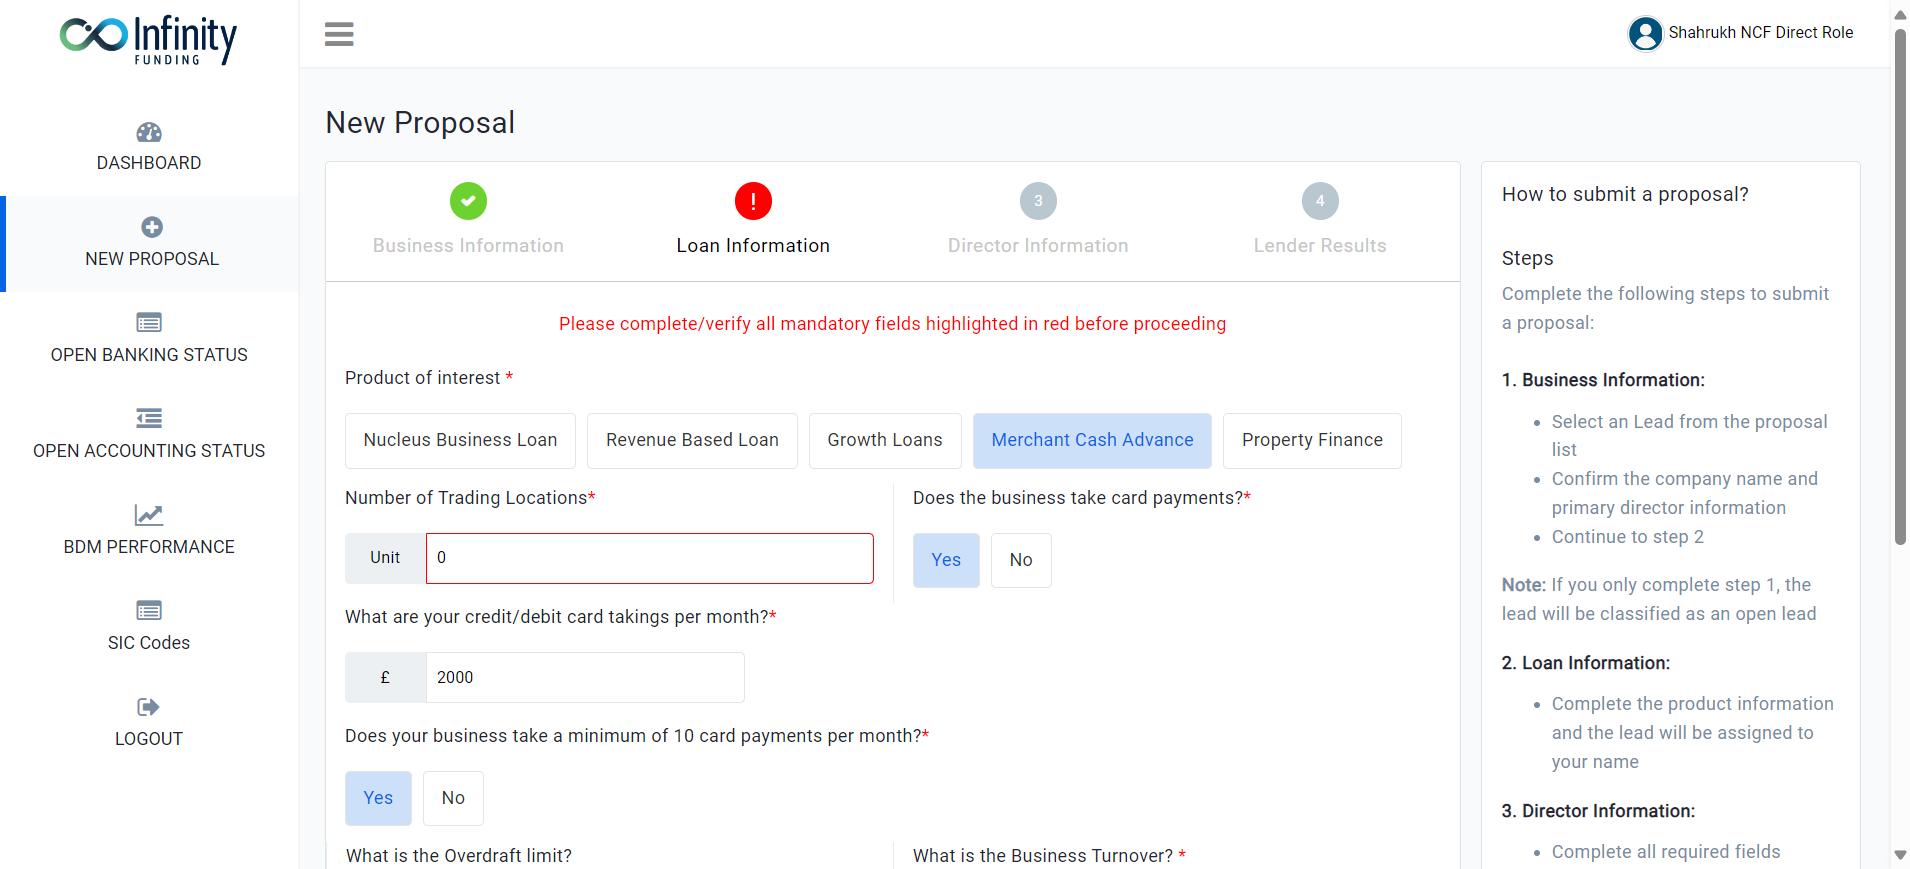 Infinity
FUNDING
Shahrukh NCF Direct Role
DASHBOARD
NEW PROPOSAL
OPEN BANKING STATUS
OPEN ACCOUNTING STATUS
BDM PERFORMANCE
SIC Codes
LOGOUT
New Proposal
! 3 4
Business Information Loan Information Director Information Lender Results
Please complete/verify all mandatory fields highlighted in red before proceeding
Product of interest *
Nucleus Business Loan Revenue Based Loan Growth Loans Merchant Cash Advance Property Finance
Number of Trading Locations* Does the business take card payments?*
Unit 0 Yes No
What are your credit/debit card takings per month?*
£ 2000
Does your business take a minimum of 10 card payments per month?*
Yes No
What is the Overdraft limit? What is the Business Turnover? *
How to submit a proposal?
Steps
Complete the following steps to submit
a proposal:
1. Business Information:
• Select an Lead from the proposal
list
• Confirm the company name and
primary director information
• Continue to step 2
Note: If you only complete step 1, the
lead will be classified as an open lead
2. Loan Information:
• Complete the product information
and the lead will be assigned to
your name
3. Director Information:
• Complete all required fields